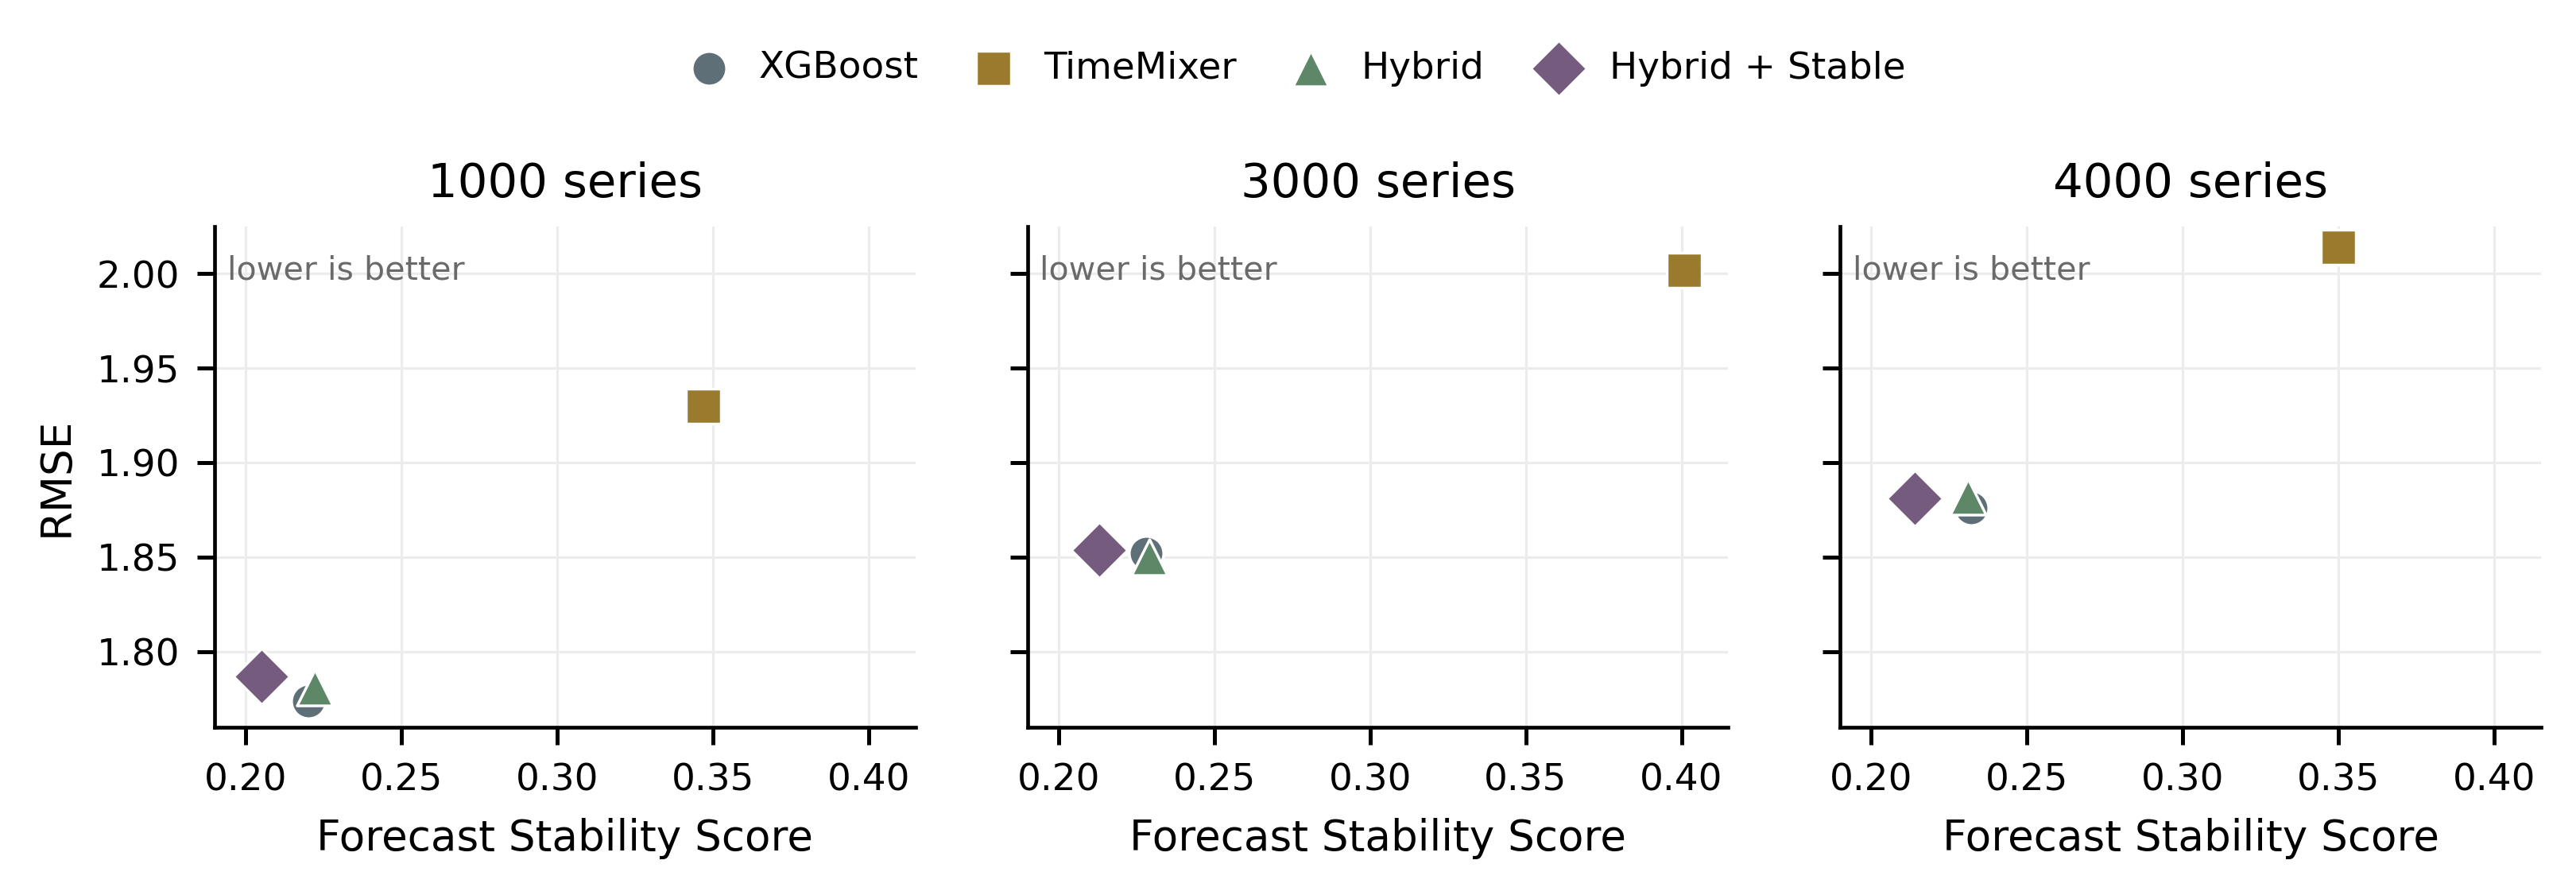 XGBoost TimeMixer Hybrid Hybrid + Stable
1000 series 3000 series 4000 series
lower is better lower is better lower is better
2.00
1.95
1.90
1.85
1.80
RMSE
0.20 0.25 0.30 0.35 0.40 0.20 0.25 0.30 0.35 0.40 0.20 0.25 0.30 0.35 0.40
Forecast Stability Score Forecast Stability Score Forecast Stability Score